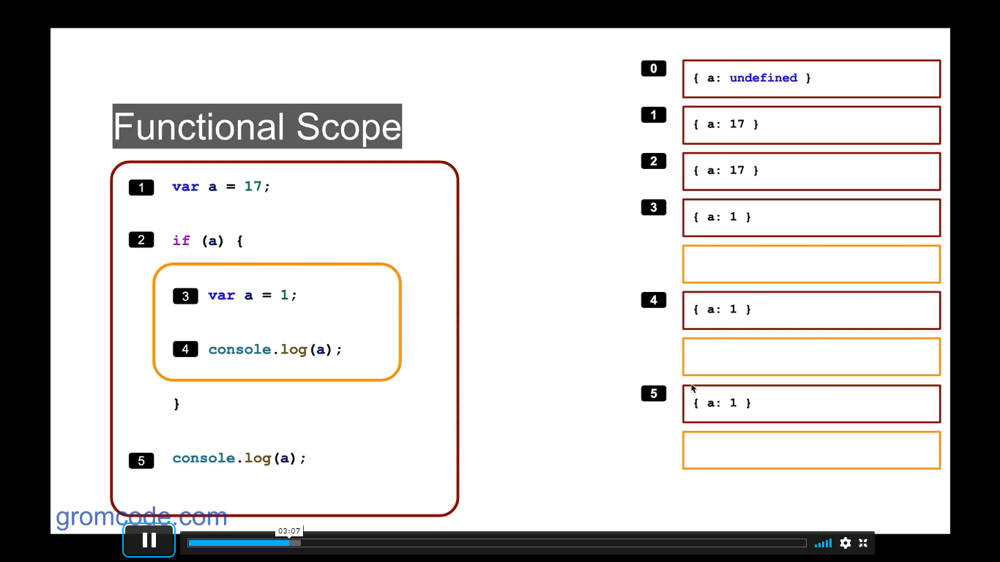 Functional Scope
1 var a = 17;
2 if (a) {
3 var a = 1;
4 console.log(a);
}
5 console.log(a);
0 { a: undefined }
1 { a: 17 }
2 { a: 17 }
3 { a: 1 }
4 { a: 1 }
5 { a: 1 }
gromcode.com
03:07